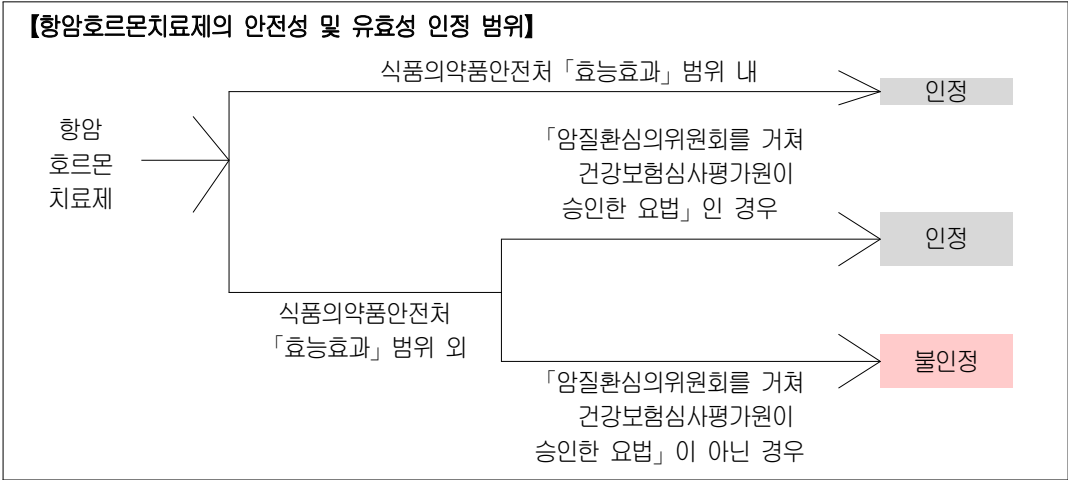 【항암호르몬치료제의 안전성 및 유효성 인정 범위】
식품의약품안전처「효능효과」범위 내
인정
항암
호르몬
치료제
「암질환심의위원회를 거쳐
건강보험심사평가원이
승인한 요법」인 경우
인정
식품의약품안전처
「효능효과」범위 외
불인정
「암질환심의위원회를 거쳐
건강보험심사평가원이
승인한 요법」이 아닌 경우